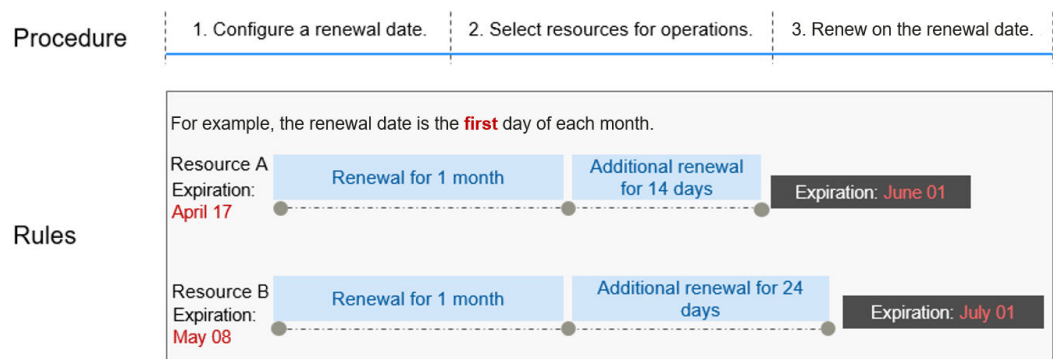 Procedure
1. Configure a renewal date.
2. Select resources for operations.
3. Renew on the renewal date.
For example, the renewal date is the first day of each month.
Rules
Resource A
Expiration:
April 17
Renewal for 1 month
Additional renewal
for 14 days
Expiration: June 01
Resource B
Expiration:
May 08
Renewal for 1 month
Additional renewal for 24
days
Expiration: July 01